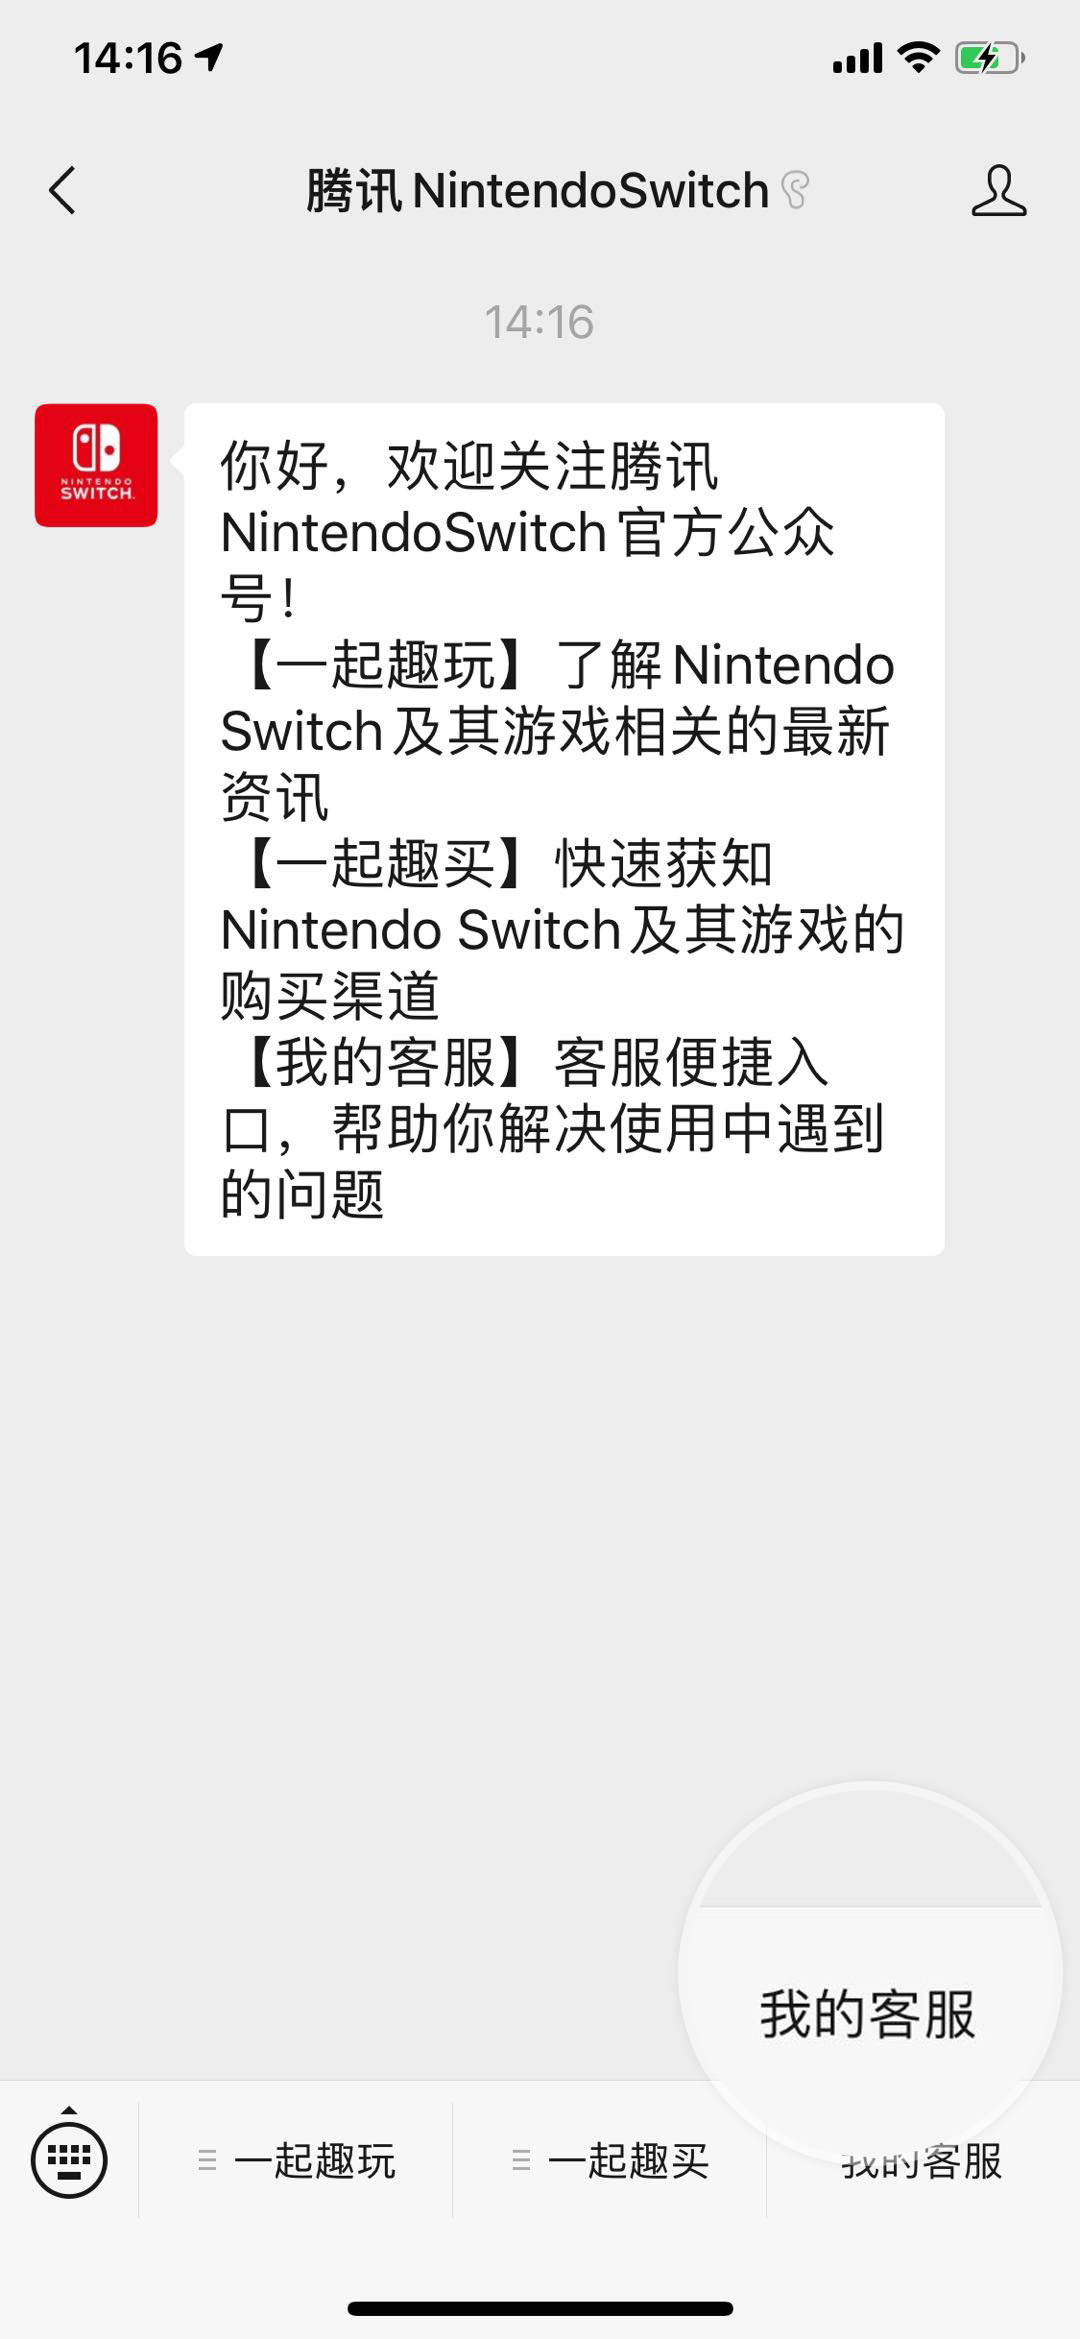 14:16
腾讯NintendoSwitch
14:16
NINTENDO
SWITCH.
你好，欢迎关注腾讯
NintendoSwitch官方公众
号！
【一起趣玩】了解Nintendo
Switch及其游戏相关的最新
资讯
【一起趣买】快速获知
Nintendo Switch及其游戏的
购买渠道
【我的客服】客服便捷入
口，帮助你解决使用中遇到
的问题
我的客服
一起趣玩
一起趣买
我的客服